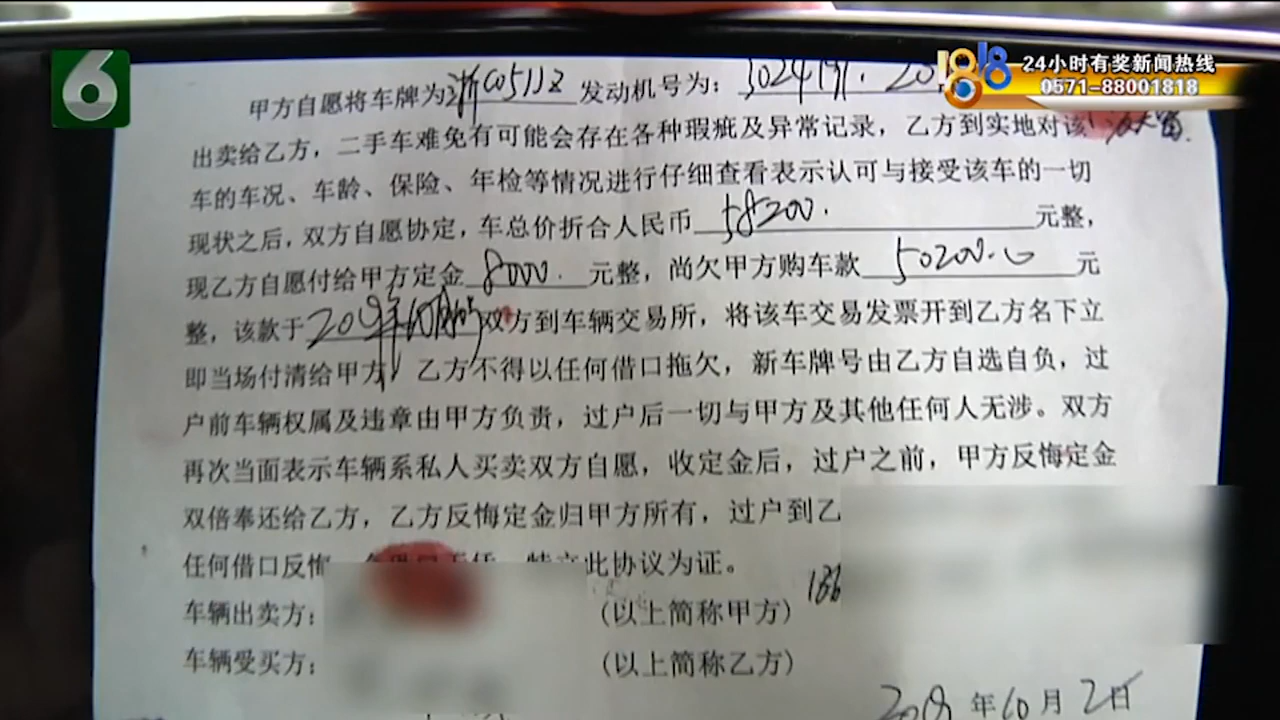 6
1818
24小时有奖新闻热线
0571-88001818
甲方自愿将车牌为浙C05112 发动机号为:
出卖给乙方，二手车难免有可能会存在各种瑕疵及异常记录，乙方到实地对该
车的车况、车龄、保险、年检等情况进行仔细查看表示认可与接受该车的一切
现状之后，双方自愿协定，车总价折合人民币 58200. 元整，
现乙方自愿付给甲方定金 8000. 元整，尚欠甲方购车款 50200.00 元
整，该款于 双方到车辆交易所，将该车交易发票开到乙方名下立
即当场付清给甲方，乙方不得以任何借口拖欠，新车牌号由乙方自选自负，过
户前车辆权属及违章由甲方负责，过户后一切与甲方及其他任何人无涉。双方
再次当面表示车辆系私人买卖双方自愿，收定金后，过户之前，甲方反悔定金
双倍奉还给乙方，乙方反悔定金归甲方所有，过户到乙
任何借口反悔 此协议为证。
车辆出卖方： (以上简称甲方) 186
车辆受买方： (以上简称乙方)
2019 年 10 月 2 日